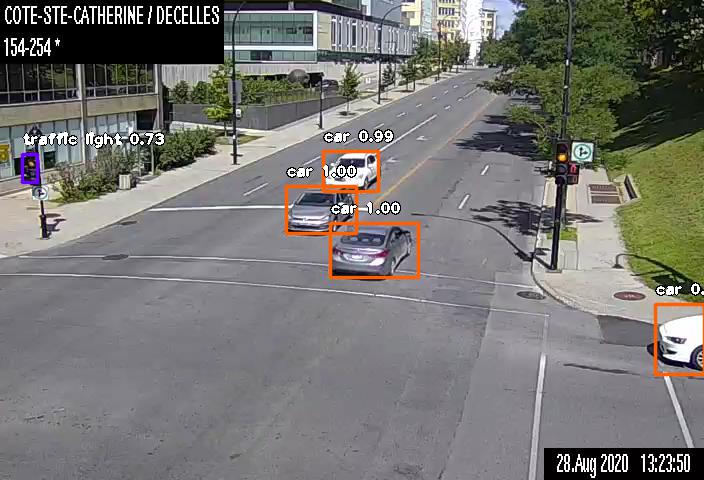 COTE-STE-CATHERINE / DECELLES
154-254 *
traffic light 0.73
car 0.99
car 1.00
car 1.00
car 0.
28.Aug 2020 13:23:50